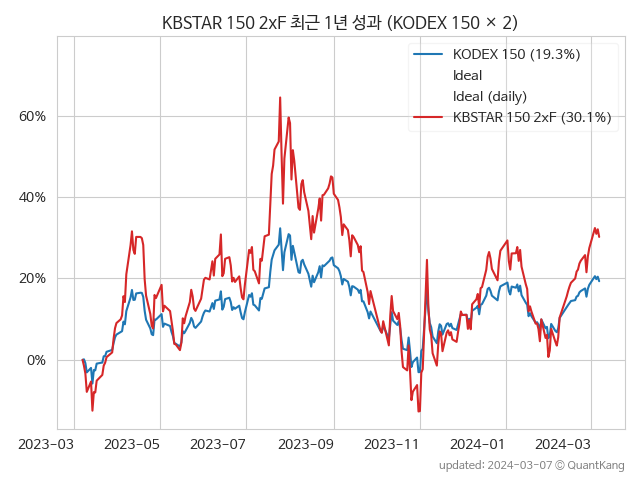 KBSTAR 150 2xF 최근 1년 성과 (KODEX 150 × 2)
KODEX 150 (19.3%)
Ideal
Ideal (daily)
KBSTAR 150 2xF (30.1%)
60%
40%
20%
0%
2023-03 2023-05 2023-07 2023-09 2023-11 2024-01 2024-03
updated: 2024-03-07 @ QuantKang